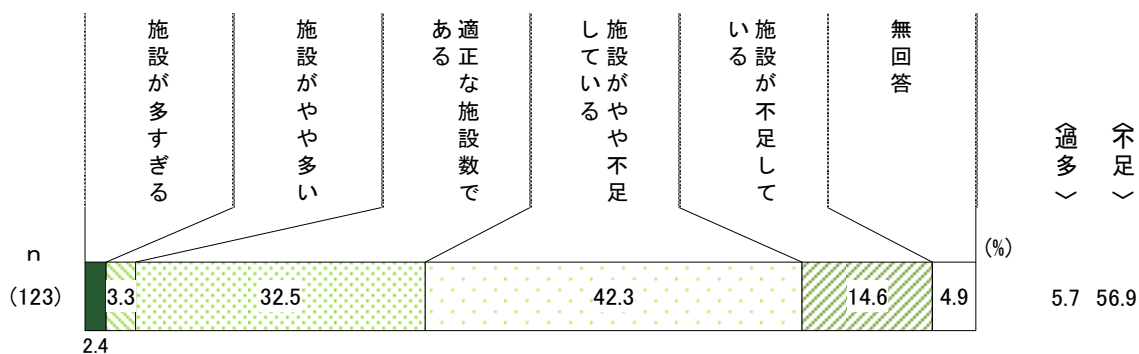 施設が多すぎる
施設がやや多い
適正な施設数で
ある
施設がやや不足
している
施設が不足して
いる
無回答
〈過多〉
〈不足〉
(%)
n
(123)
2.4
3.3
32.5
42.3
14.6
4.9
5.7
56.9